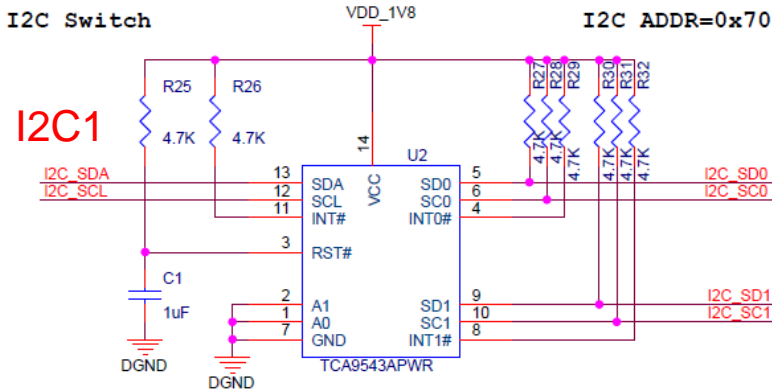 I2C Switch
VDD_1V8
I2C ADDR=0x70
I2C1
R25
4.7K
R26
4.7K
R27
4.7K
R28
4.7K
R29
4.7K
R30
4.7K
R31
4.7K
R32
4.7K
U2
14
VCC
I2C_SDA
13
SDA
SD0
5
I2C_SD0
I2C_SCL
12
SCL
SC0
6
I2C_SC0
11
INT#
INT0#
4
3
RST#
C1
1uF
2
A1
SD1
9
I2C_SD1
1
A0
SC1
10
I2C_SC1
7
GND
INT1#
8
DGND
DGND
TCA9543APWR